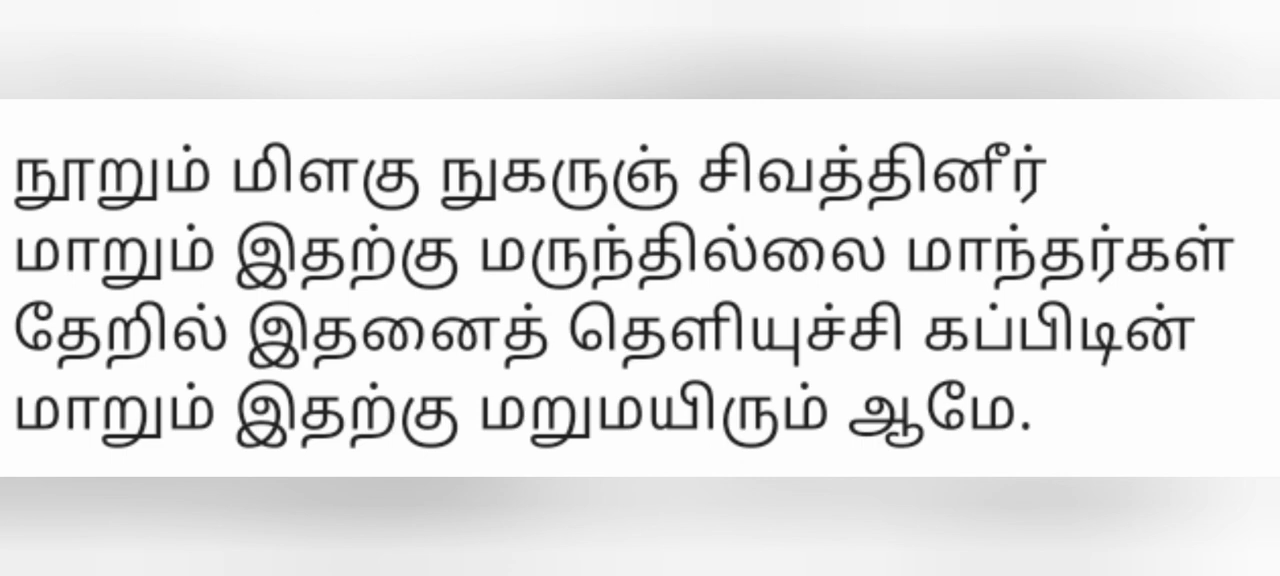 நூறும் மிளகு நுகருஞ் சிவத்தினீர்
மாறும் இதற்கு மருந்தில்லை மாந்தர்கள்
தேறில் இதனைத் தெளியுச்சி கப்பிடின்
மாறும் இதற்கு மறுமயிரும் ஆமே.